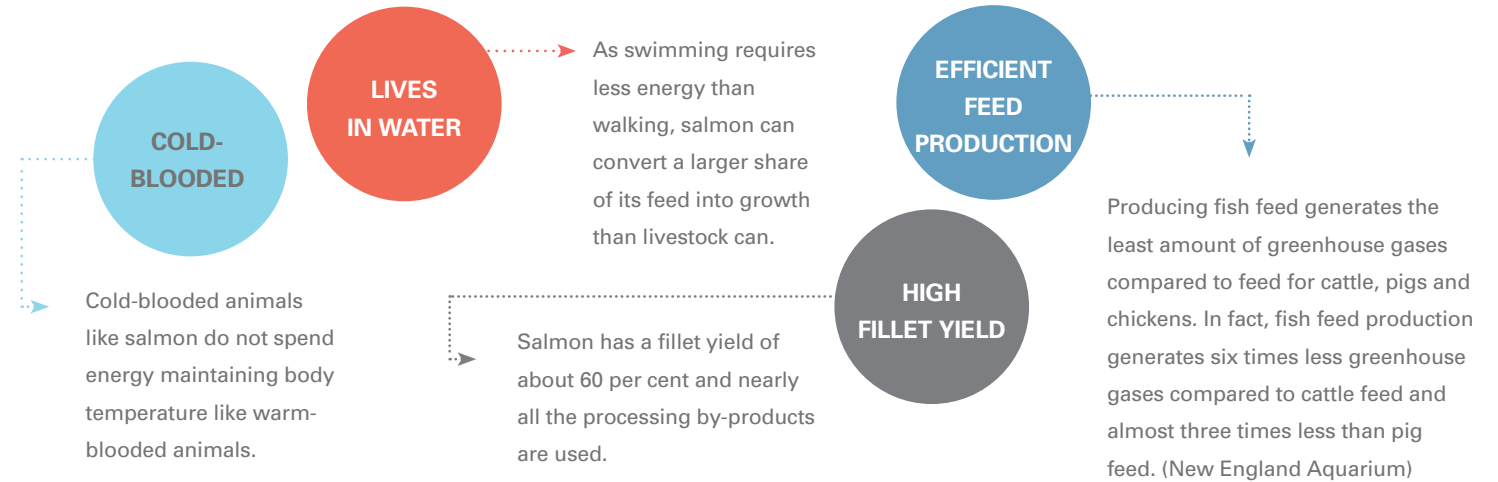 COLD-
BLOODED
Cold-blooded animals
like salmon do not spend
energy maintaining body
temperature like warm-
blooded animals.
LIVES
IN WATER
As swimming requires
less energy than
walking, salmon can
convert a larger share
of its feed into growth
than livestock can.
HIGH
FILLET YIELD
Salmon has a fillet yield of
about 60 per cent and nearly
all the processing by-products
are used.
EFFICIENT
FEED
PRODUCTION
Producing fish feed generates the
least amount of greenhouse gases
compared to feed for cattle, pigs and
chickens. In fact, fish feed production
generates six times less greenhouse
gases compared to cattle feed and
almost three times less than pig
feed. (New England Aquarium)